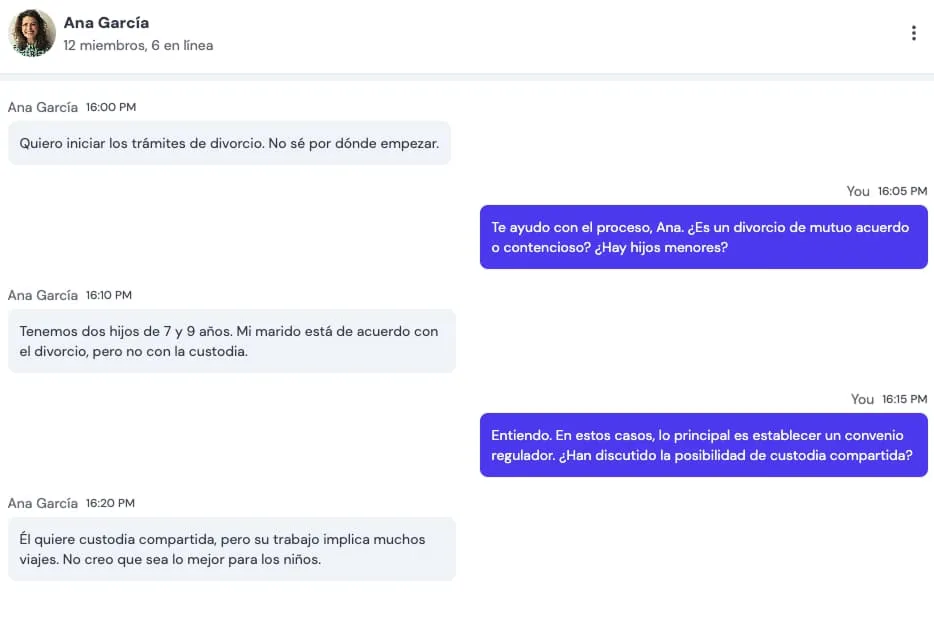 Ana García
12 miembros, 6 en línea
Ana García 16:00 PM
Quiero iniciar los trámites de divorcio. No sé por dónde empezar.
You 16:05 PM
Te ayudo con el proceso, Ana. ¿Es un divorcio de mutuo acuerdo
o contencioso? ¿Hay hijos menores?
Ana García 16:10 PM
Tenemos dos hijos de 7 y 9 años. Mi marido está de acuerdo con
el divorcio, pero no con la custodia.
You 16:15 PM
Entiendo. En estos casos, lo principal es establecer un convenio
regulador. ¿Han discutido la posibilidad de custodia compartida?
Ana García 16:20 PM
Él quiere custodia compartida, pero su trabajo implica muchos
viajes. No creo que sea lo mejor para los niños.